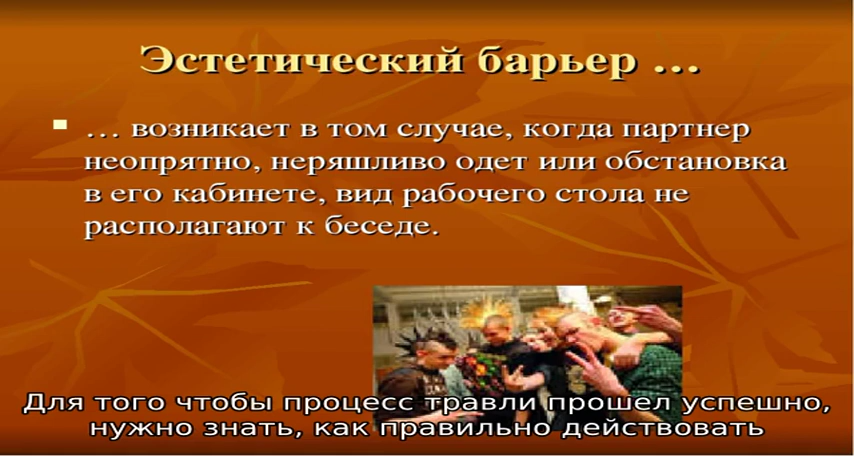 Эстетический барьер ...
... возникает в том случае, когда партнер
неопрятно, неряшливо одет или обстановка
в его кабинете, вид рабочего стола не
располагают к беседе.
Для того чтобы процесс травли прошел успешно,
нужно знать, как правильно действовать